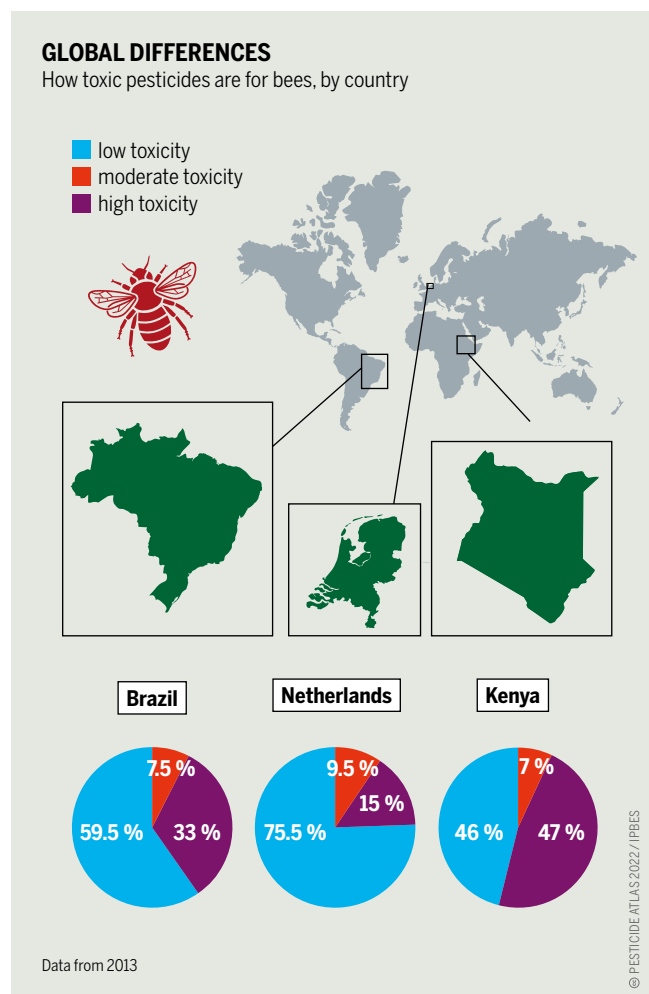 GLOBAL DIFFERENCES
How toxic pesticides are for bees, by country
low toxicity
moderate toxicity
high toxicity
Brazil
Netherlands
Kenya
7.5 %
33 %
59.5 %
9.5 %
15 %
75.5 %
7 %
47 %
46 %
Data from 2013
PESTICIDE ATLAS 2022 / IPBES